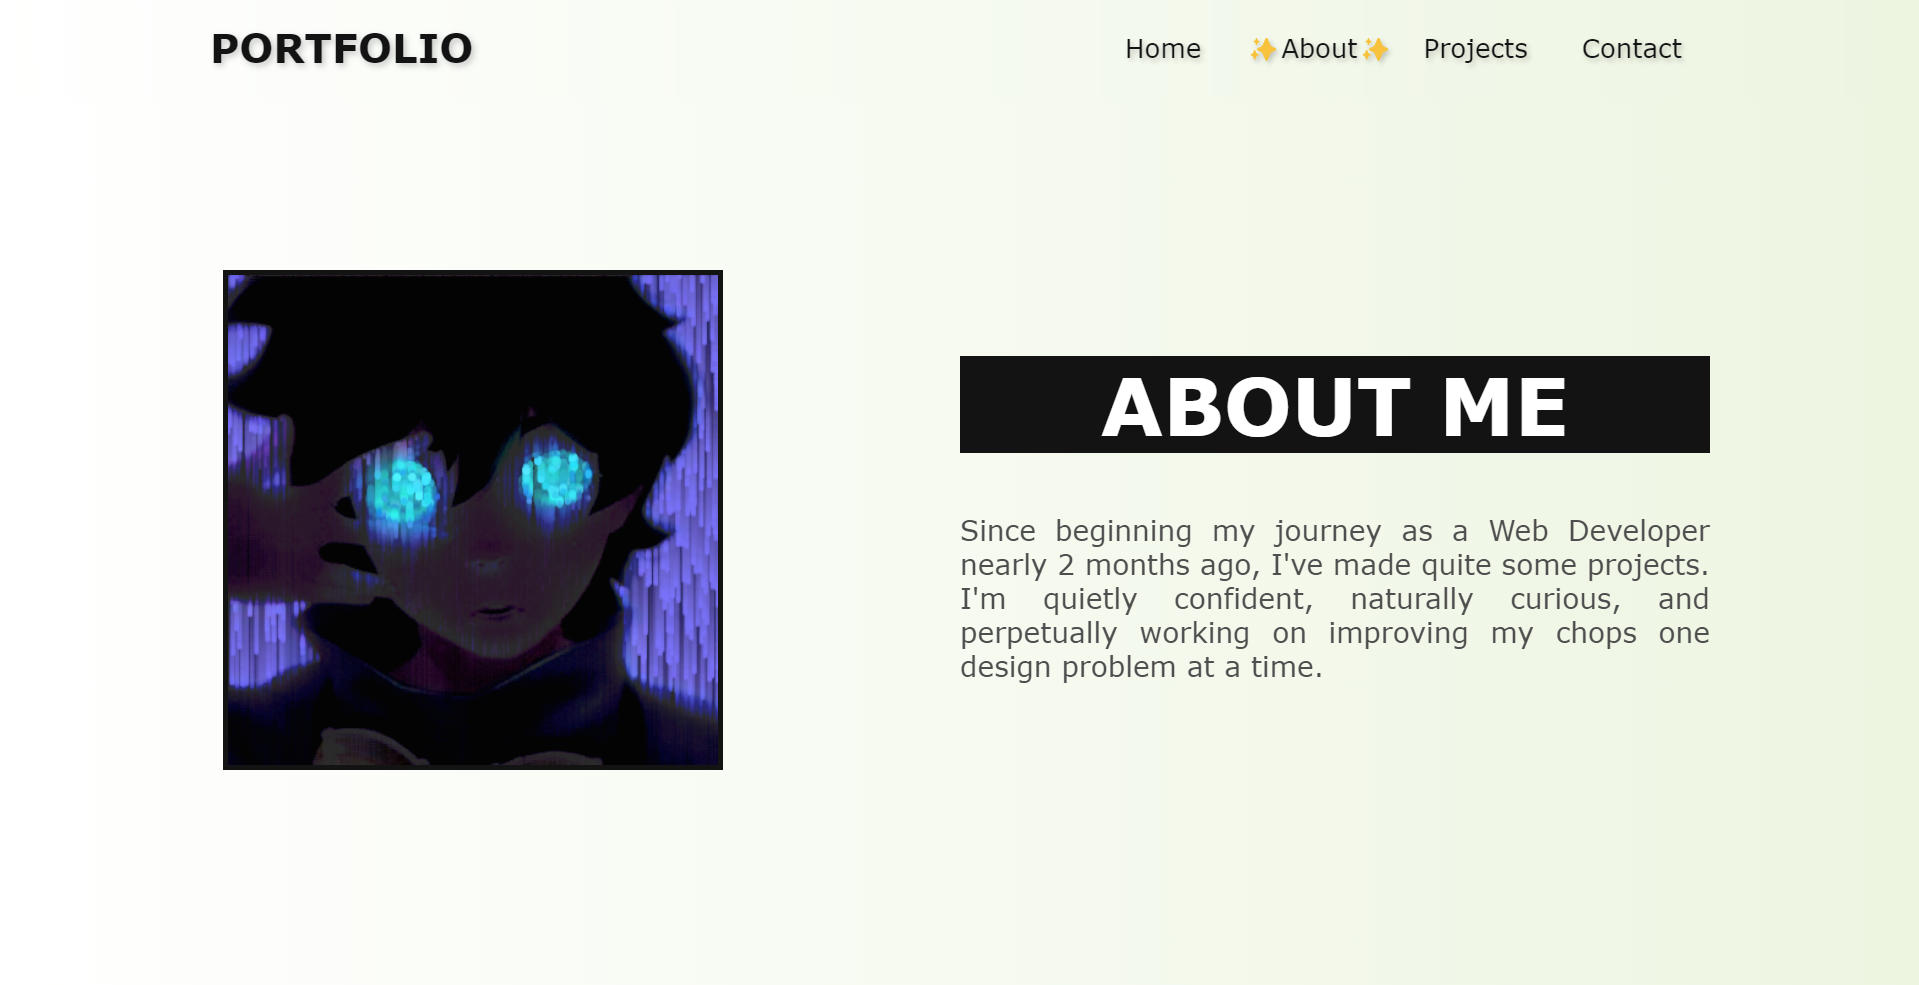 PORTFOLIO
Home ✨About✨ Projects Contact
ABOUT ME
Since beginning my journey as a Web Developer
nearly 2 months ago, I've made quite some projects.
I'm quietly confident, naturally curious, and
perpetually working on improving my chops one
design problem at a time.